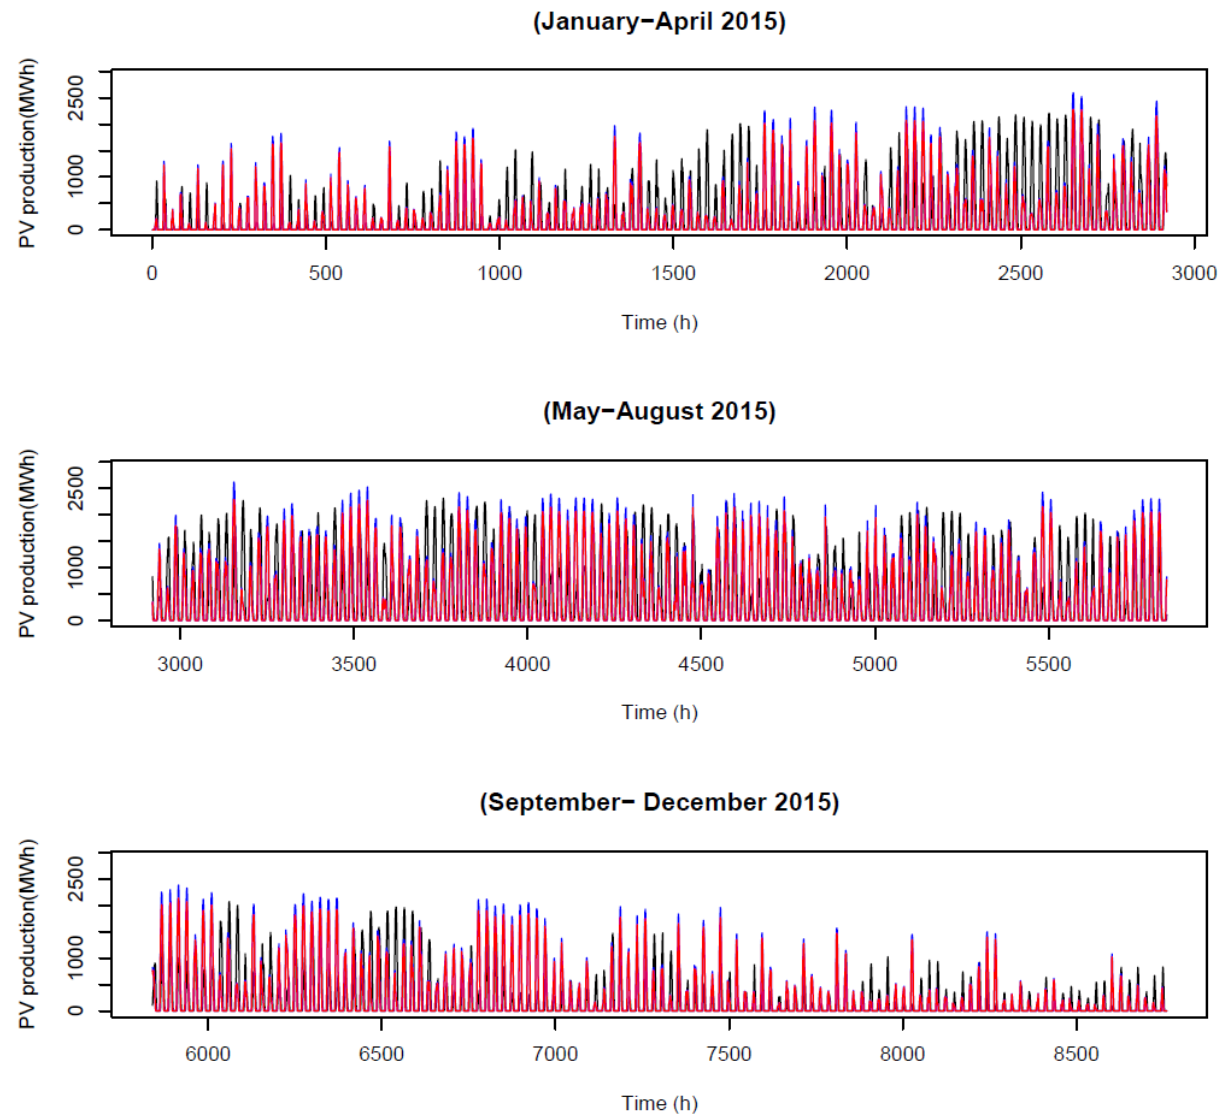 (January−April 2015)
PV production(MWh)
2500
1000
0
0 500 1000 1500 2000 2500 3000
Time (h)
(May−August 2015)
PV production(MWh)
2500
1000
0
3000 3500 4000 4500 5000 5500
Time (h)
(September− December 2015)
PV production(MWh)
2500
1000
0
6000 6500 7000 7500 8000 8500
Time (h)